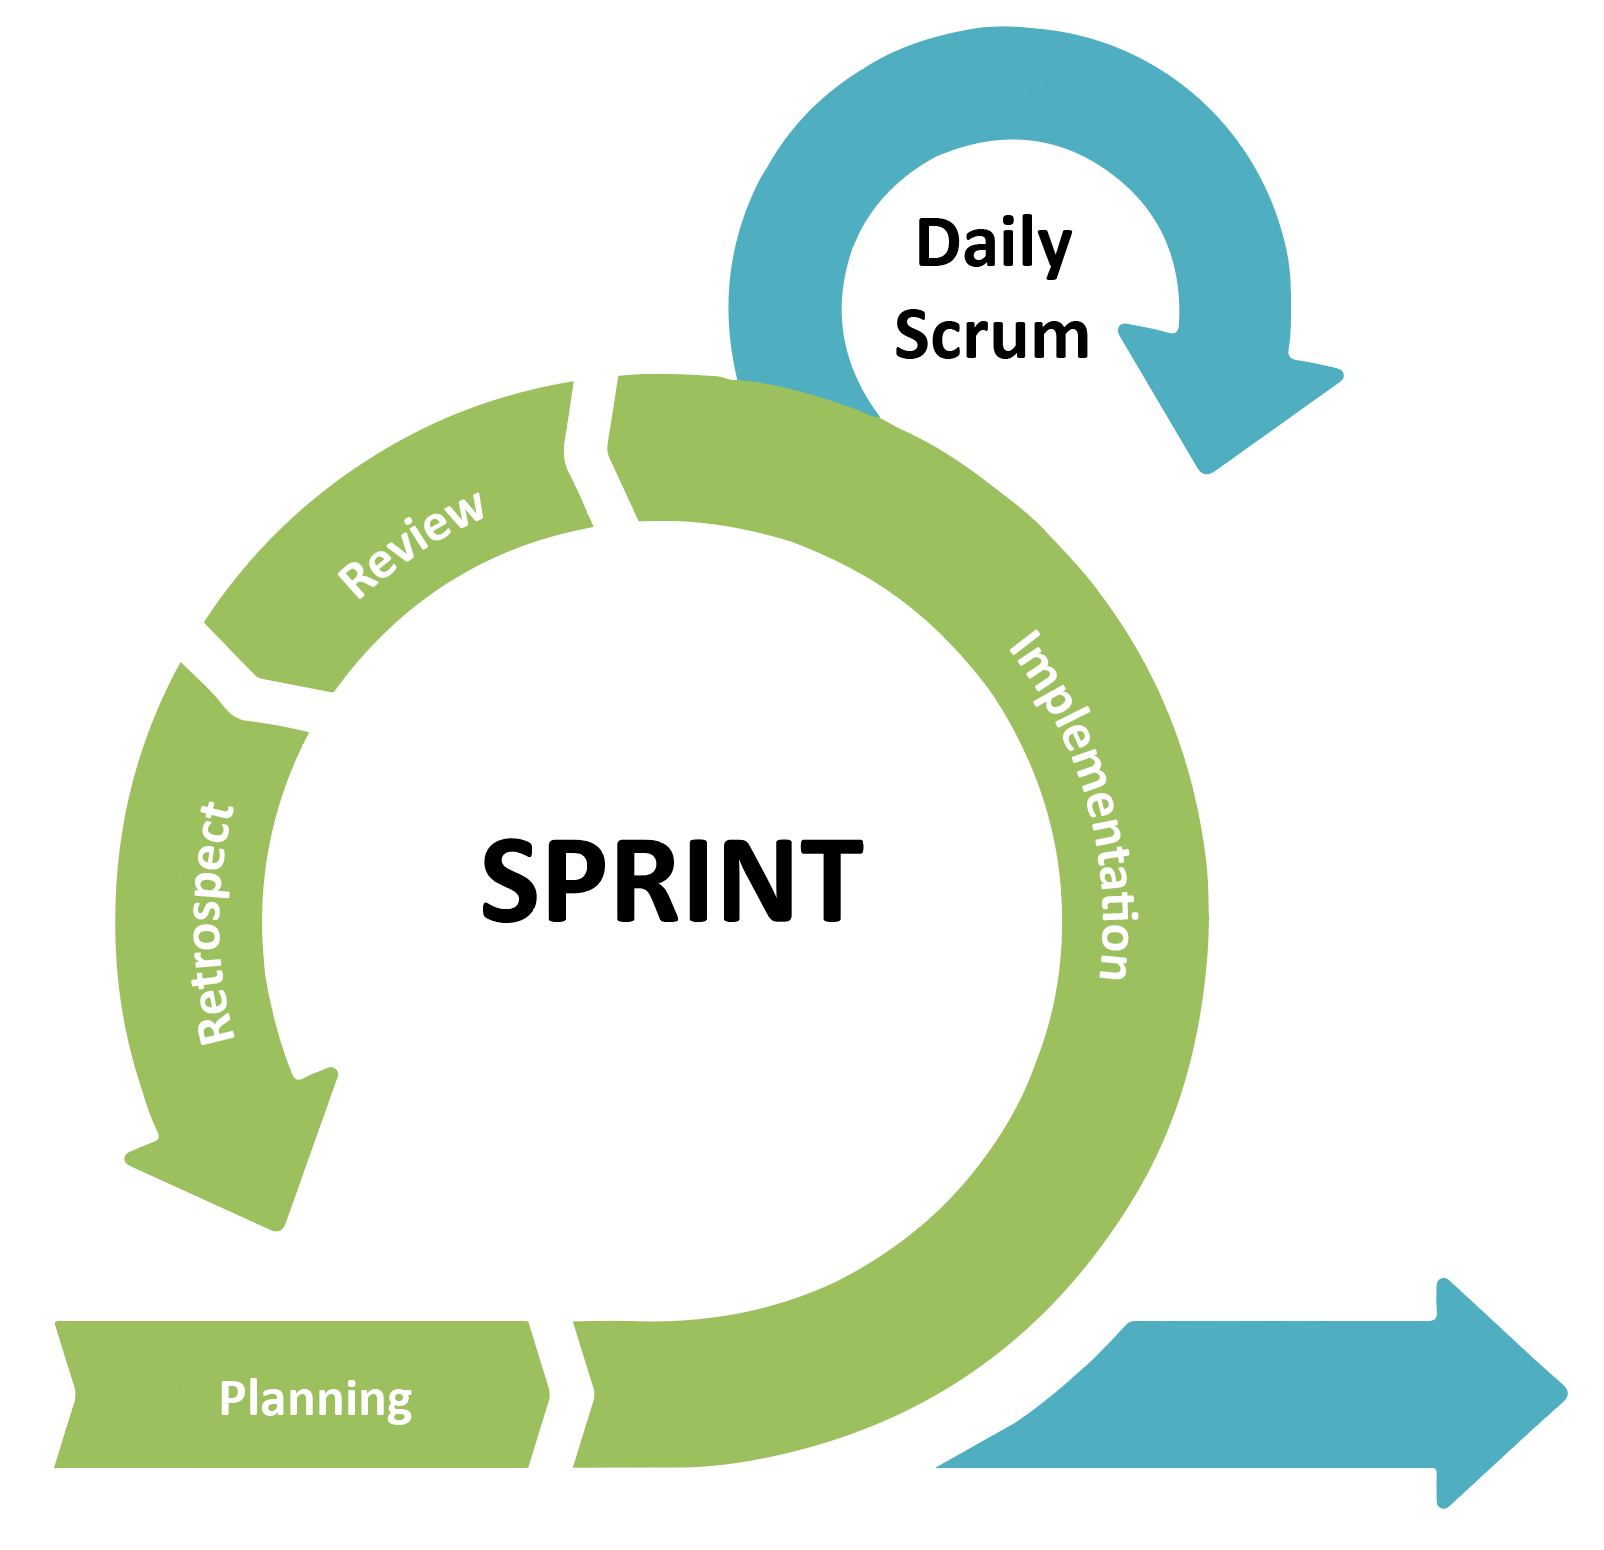 Daily
Scrum
Review
Implementation
Retrospect
SPRINT
Planning